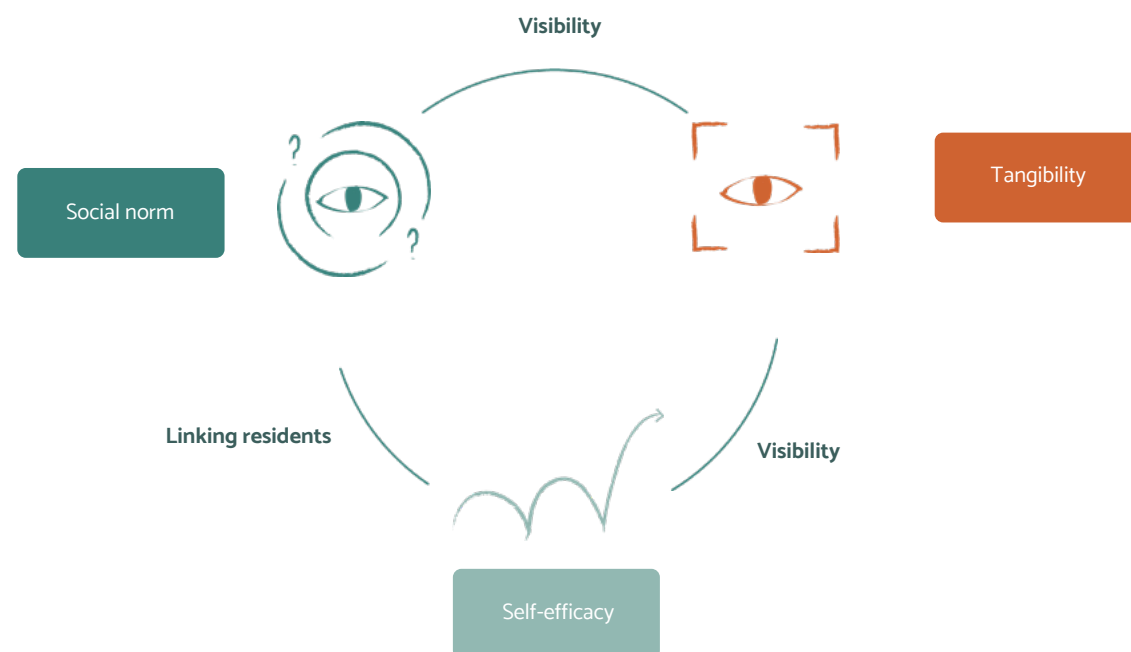 Visibility
?
Social norm
Tangibility
?
Linking residents
Visibility
Self-efficacy